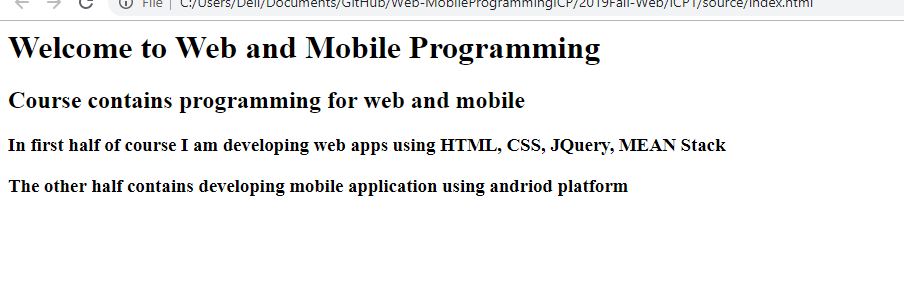 File | C:/Users/Dell/Documents/GitHub/Web-MobileProgrammingICP/2019Fall-Web/ICP1/source/index.html
Welcome to Web and Mobile Programming
Course contains programming for web and mobile
In first half of course I am developing web apps using HTML, CSS, JQuery, MEAN Stack
The other half contains developing mobile application using andriod platform